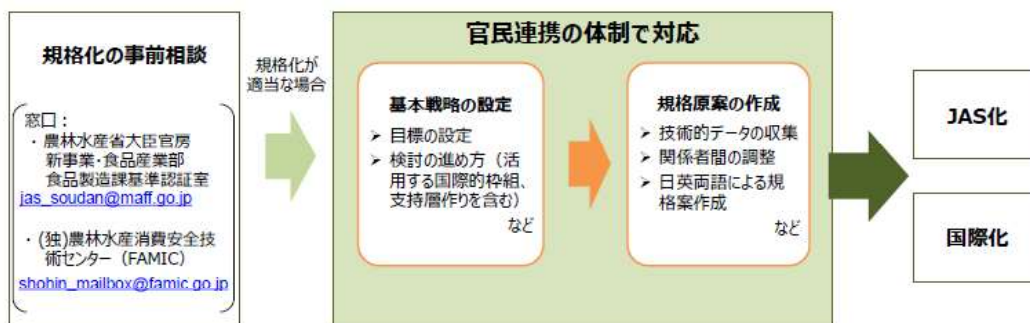 規格化の事前相談
窓口：
・農林水産省大臣官房
新事業・食品産業部
食品製造課基準認証室
jas_soudan@maff.go.jp
・(独)農林水産消費安全技
術センター（FAMIC）
shohin_mailbox@famic.go.jp
規格化が
適当な場合
官民連携の体制で対応
基本戦略の設定
➢ 目標の設定
➢ 検討の進め方（活
用する国際的枠組、
支持層作りを含む）
など
規格原案の作成
➢ 技術的データの収集
➢ 関係者間の調整
➢ 日英両語による規
格案作成
など
JAS化
国際化